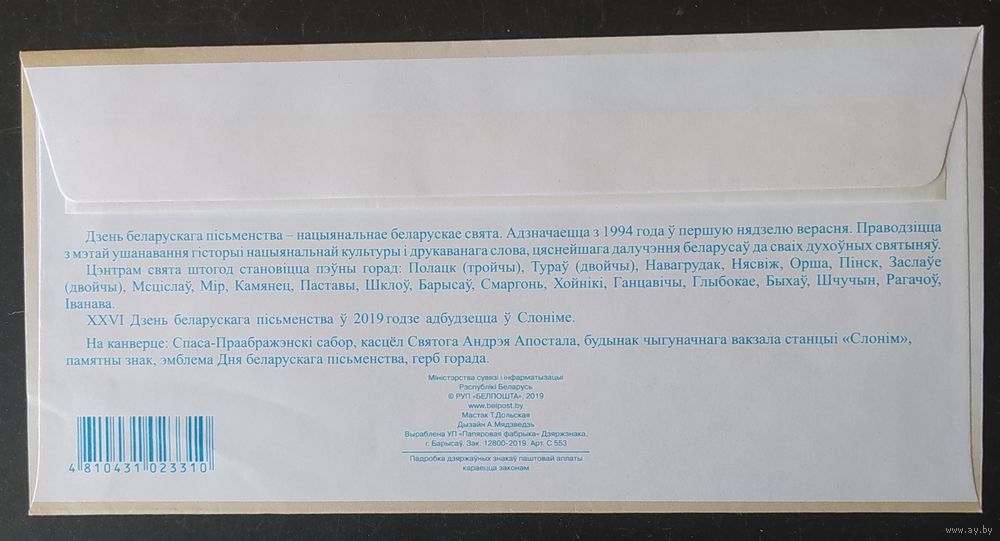 Дзень беларускага пісьменства – нацыянальнае беларускае свята. Адзначаецца з 1994 года ў першую нядзелю верасня. Праводзіцца
з мэтай ушанавання гісторыі нацыянальнай культуры і друкаванага слова, цяснейшага далучэння беларусаў да сваіх духоўных святыняў.
Цэнтрам свята штогод становіцца пэўны горад: Полацк (тройчы), Тураў (двойчы), Навагрудак, Нясвіж, Орша, Пінск, Заслаўе
(двойчы), Мсціслаў, Мір, Камянец, Паставы, Шклоў, Барысаў, Смаргонь, Хойнікі, Ганцавічы, Глыбокае, Быхаў, Шчучын, Рагачоў,
Іванава.
XXVI Дзень беларускага пісьменства ў 2019 годзе адбудзецца ў Слоніме.
На канверце: Спаса-Праабражэнскі сабор, касцёл Святога Андрэя Апостала, будынак чыгуначнага вакзала станцыі «Слонім»,
памятны знак, эмблема Дня беларускага пісьменства, герб горада.
Міністэрства сувязі і інфарматызацыі
Рэспублікі Беларусь
© РУП «БЕЛПОШТА», 2019
www.belpost.by
Мастак Т.Дольская
Дызайн А.Мядзведзь
Выраблена УП «Папяровая фабрыка» Дзяржзнака,
г. Барысаў. Зак. 12800-2019. Арт. С 553
Падробка дзяржаўных знакаў паштовай аплаты
караецца законам
4 810431 023310
www.ay.by